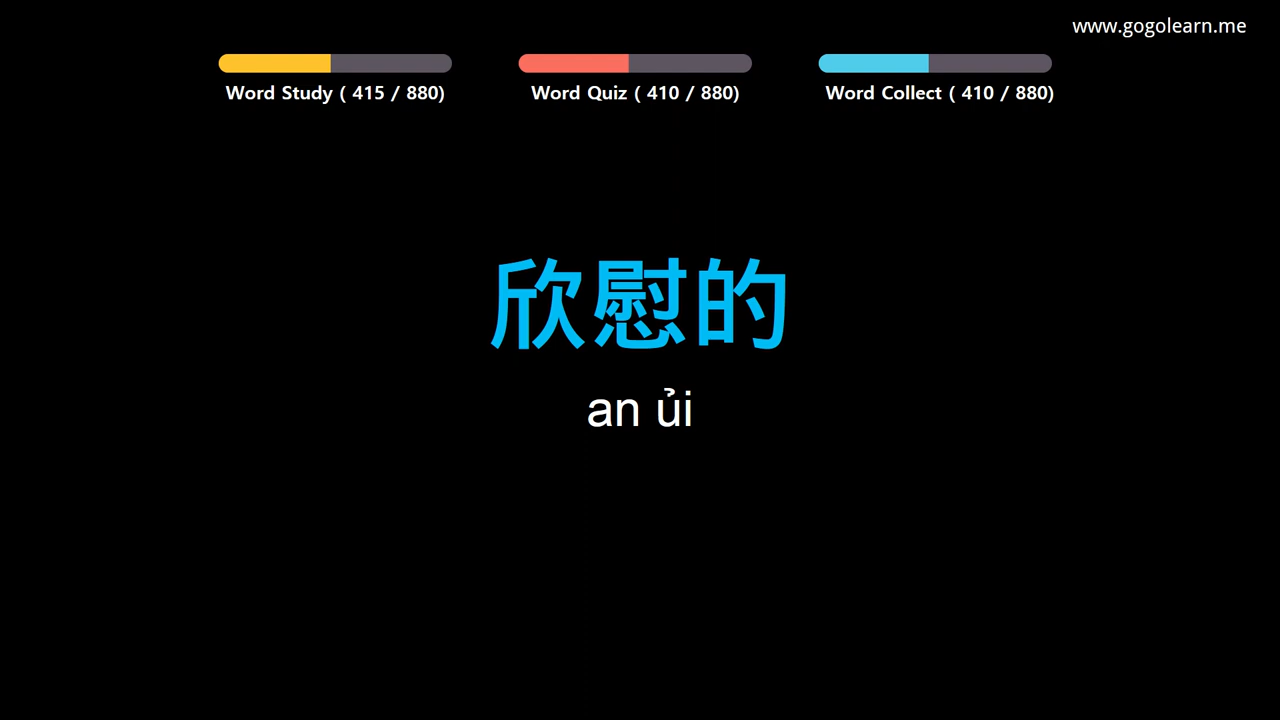 www.gogolearn.me
Word Study ( 415 / 880)
Word Quiz ( 410 / 880)
Word Collect ( 410 / 880)
欣慰的
an ủi